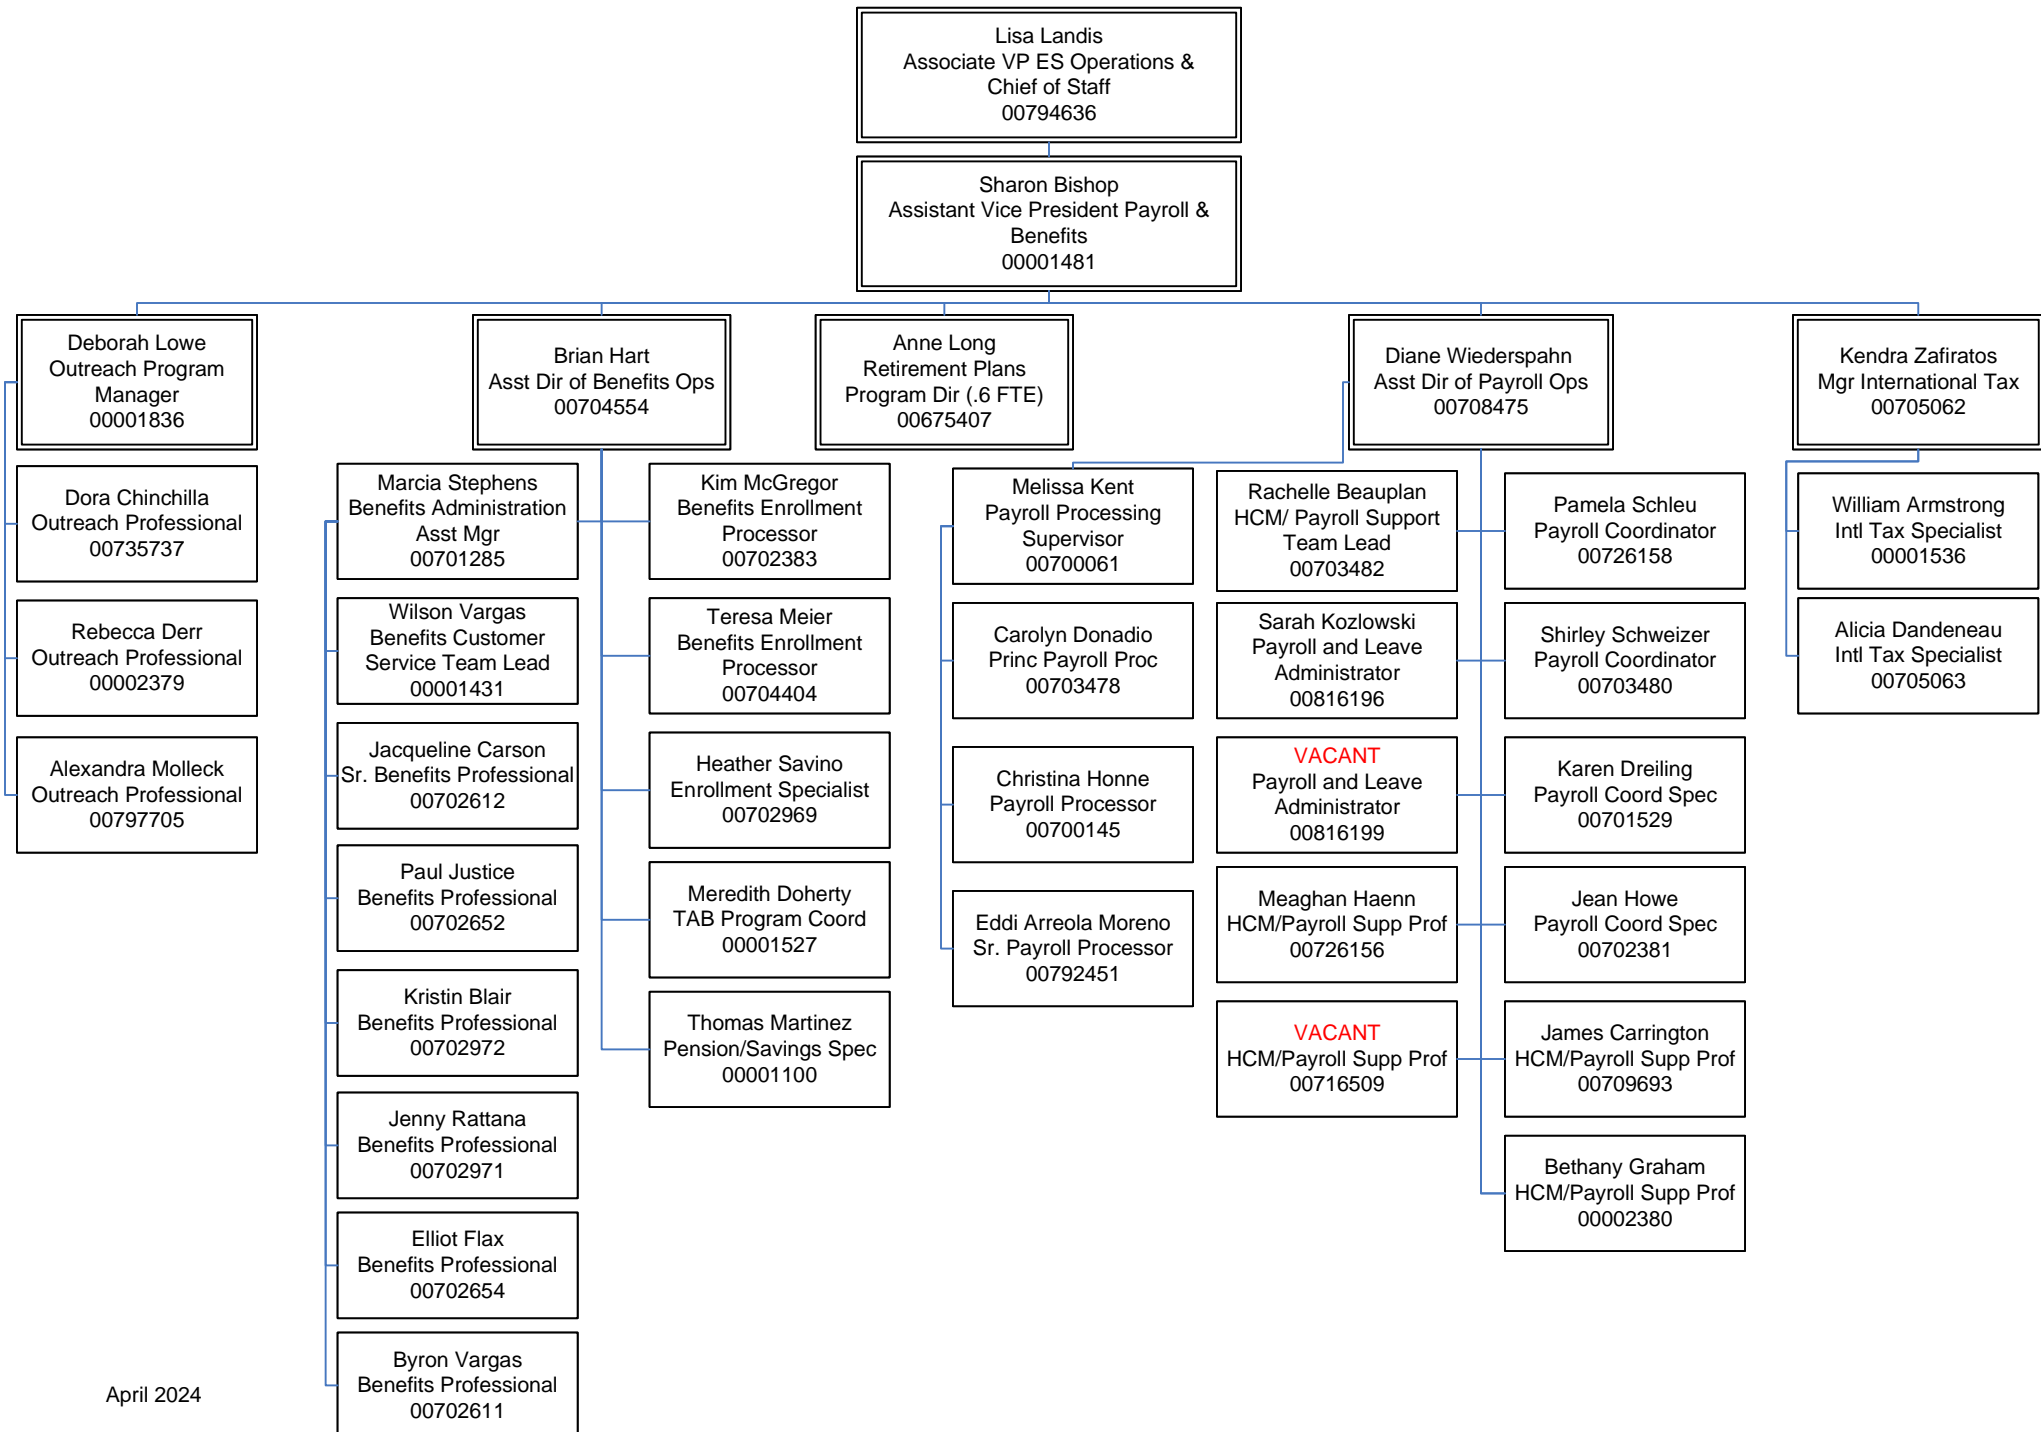 Lisa Landis
Associate VP ES Operations &
Chief of Staff
00794636
Sharon Bishop
Assistant Vice President Payroll &
Benefits
00001481
Deborah Lowe
Outreach Program
Manager
00001836
Brian Hart
Asst Dir of Benefits Ops
00704554
Anne Long
Retirement Plans
Program Dir (.6 FTE)
00675407
Diane Wiederspahn
Asst Dir of Payroll Ops
00708475
Kendra Zafiratos
Mgr International Tax
00705062
Dora Chinchilla
Outreach Professional
00735737
Rebecca Derr
Outreach Professional
00002379
Alexandra Molleck
Outreach Professional
00797705
Marcia Stephens
Benefits Administration
Asst Mgr
00701285
Wilson Vargas
Benefits Customer
Service Team Lead
00001431
Jacqueline Carson
Sr. Benefits Professional
00702612
Paul Justice
Benefits Professional
00702652
Kristin Blair
Benefits Professional
00702972
Jenny Rattana
Benefits Professional
00702971
Elliot Flax
Benefits Professional
00702654
Byron Vargas
Benefits Professional
00702611
Kim McGregor
Benefits Enrollment
Processor
00702383
Teresa Meier
Benefits Enrollment
Processor
00704404
Heather Savino
Enrollment Specialist
00702969
Meredith Doherty
TAB Program Coord
00001527
Thomas Martinez
Pension/Savings Spec
00001100
Melissa Kent
Payroll Processing
Supervisor
00700061
Carolyn Donadio
Princ Payroll Proc
00703478
Christina Honne
Payroll Processor
00700145
Eddi Arreola Moreno
Sr. Payroll Processor
00792451
Rachelle Beauplan
HCM/ Payroll Support
Team Lead
00703482
Sarah Kozlowski
Payroll and Leave
Administrator
00816196
VACANT
Payroll and Leave
Administrator
00816199
Meaghan Haenn
HCM/Payroll Supp Prof
00726156
VACANT
HCM/Payroll Supp Prof
00716509
Pamela Schleu
Payroll Coordinator
00726158
Shirley Schweizer
Payroll Coordinator
00703480
Karen Dreiling
Payroll Coord Spec
00701529
Jean Howe
Payroll Coord Spec
00702381
James Carrington
HCM/Payroll Supp Prof
00709693
Bethany Graham
HCM/Payroll Supp Prof
00002380
William Armstrong
Intl Tax Specialist
00001536
Alicia Dandeneau
Intl Tax Specialist
00705063
April 2024